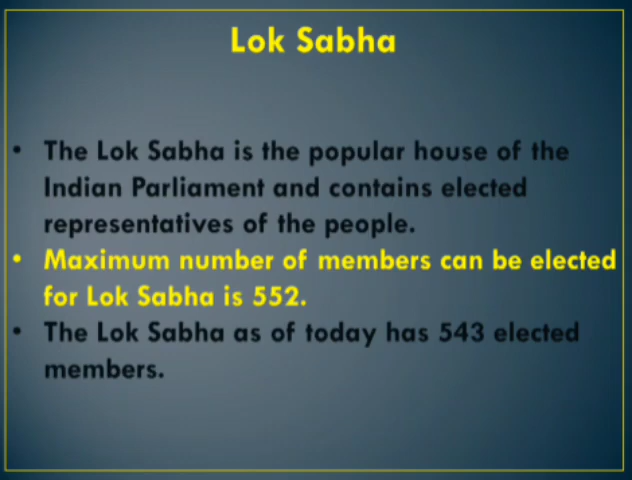 Lok Sabha
• The Lok Sabha is the popular house of the
Indian Parliament and contains elected
representatives of the people.
• Maximum number of members can be elected
for Lok Sabha is 552.
• The Lok Sabha as of today has 543 elected
members.